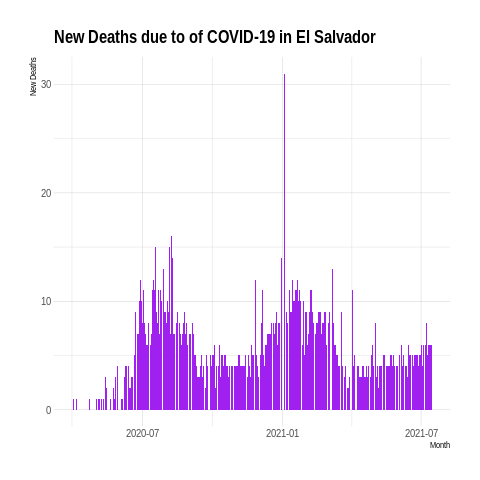 New Deaths due to of COVID-19 in El Salvador
New Deaths
30
20
10
0
2020-07
2021-01
2021-07
Month